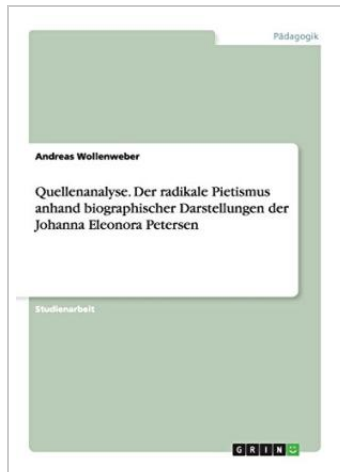 Pädagogik
Andreas Wollenweber
Quellenanalyse. Der radikale Pietismus
anhand biographischer Darstellungen der
Johanna Eleonora Petersen
Studienarbeit
GRIN